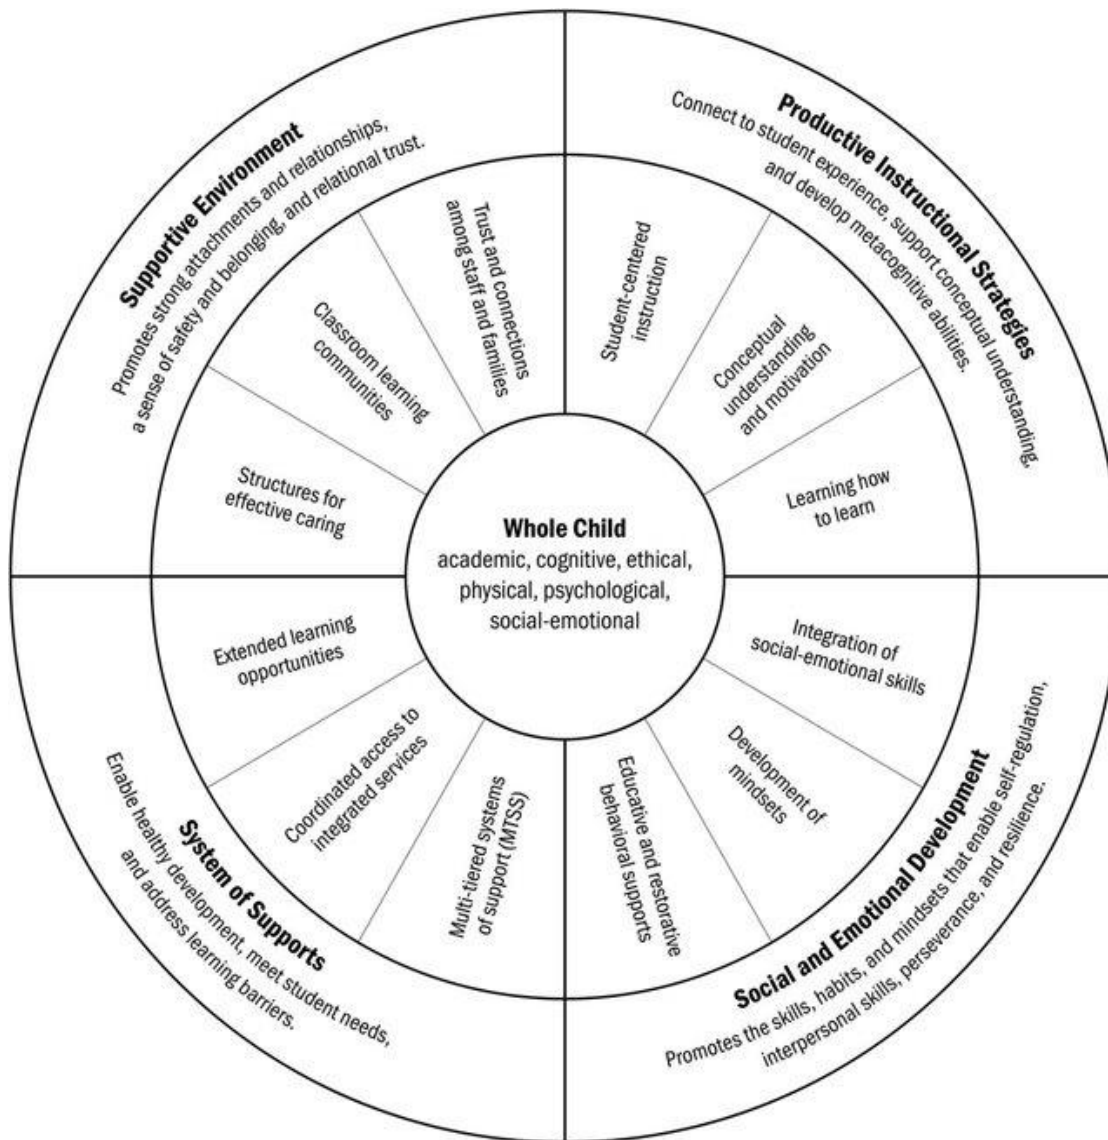 Supportive Environment
Promotes strong attachments and relationships,
a sense of safety and belonging, and relational trust.
Structures for
effective caring
Classroom learning
communities
Trust and connections
among staff and families
Productive Instructional Strategies
Connect to student experience, support conceptual understanding,
and develop metacognitive abilities.
Student-centered
instruction
Conceptual
understanding
and motivation
Learning how
to learn
Whole Child
academic, cognitive, ethical,
physical, psychological,
social-emotional
Integration of
social-emotional skills
Development of
mindsets
Educative and restorative
behavioral supports
Social and Emotional Development
Promotes the skills, habits, and mindsets that enable self-regulation,
interpersonal skills, perseverance, and resilience.
Extended learning
opportunities
Coordinated access to
integrated services
Multi-tiered systems
of support (MTSS)
System of Supports
Enable healthy development, meet student needs,
and address learning barriers.